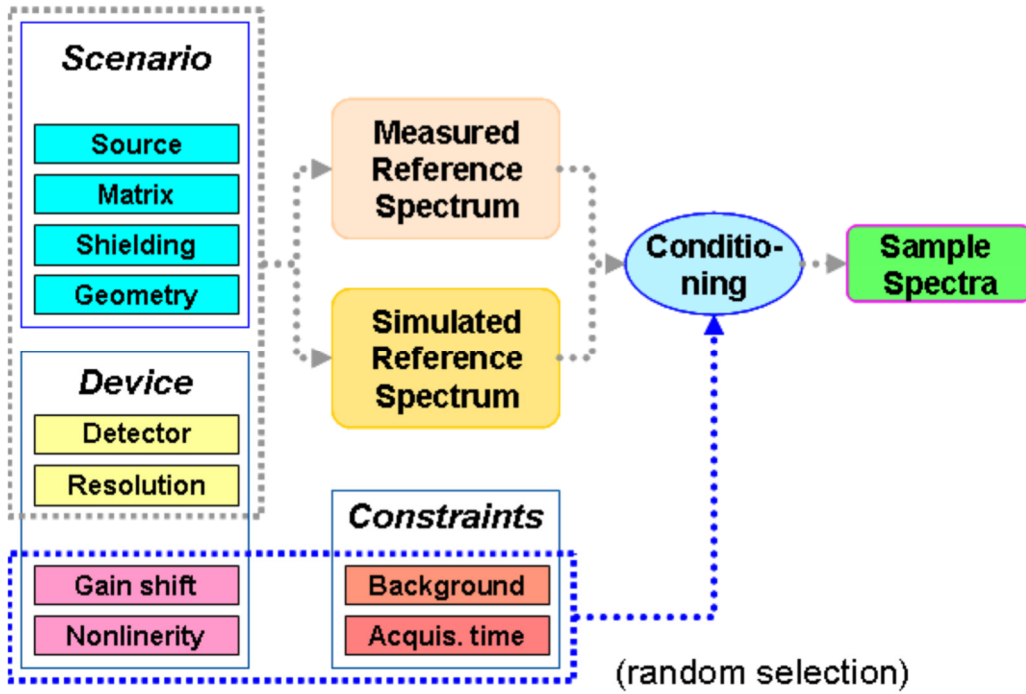 Scenario
Source
Matrix
Shielding
Geometry
Device
Detector
Resolution
Gain shift
Nonlinerity
Measured
Reference
Spectrum
Simulated
Reference
Spectrum
Constraints
Background
Acquis. time
Conditio-
ning
Sample
Spectra
(random selection)